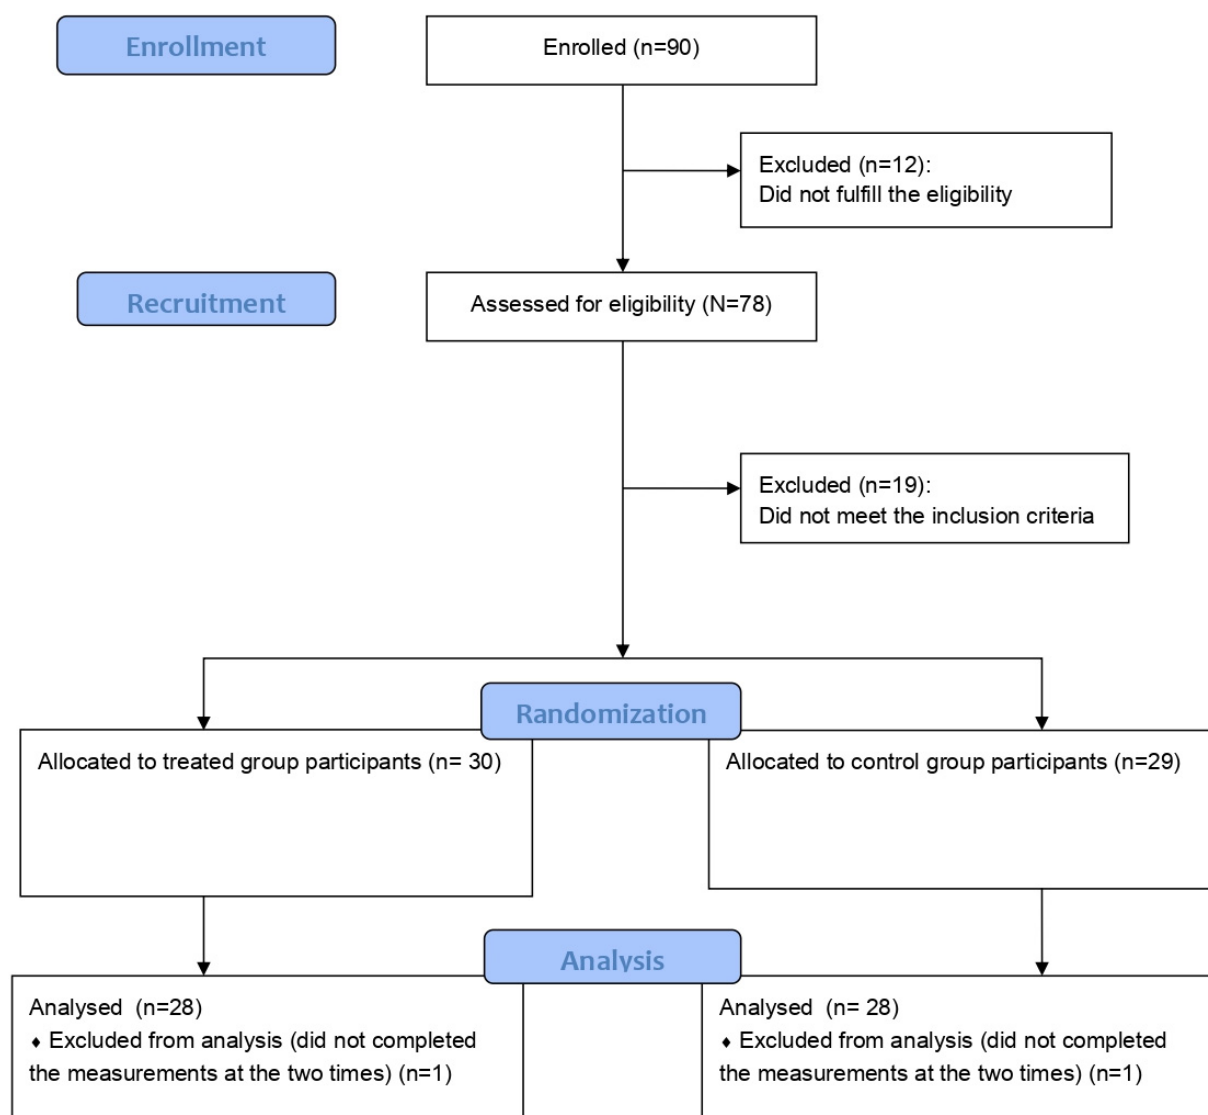 Enrollment
Enrolled (n=90)
Excluded (n=12):
Did not fulfill the eligibility
Recruitment
Assessed for eligibility (N=78)
Excluded (n=19):
Did not meet the inclusion criteria
Randomization
Allocated to treated group participants (n= 30)
Allocated to control group participants (n=29)
Analysis
Analysed  (n=28)
♦ Excluded from analysis (did not completed
the measurements at the two times) (n=1)
Analysed  (n= 28)
♦ Excluded from analysis (did not completed
the measurements at the two times) (n=1)